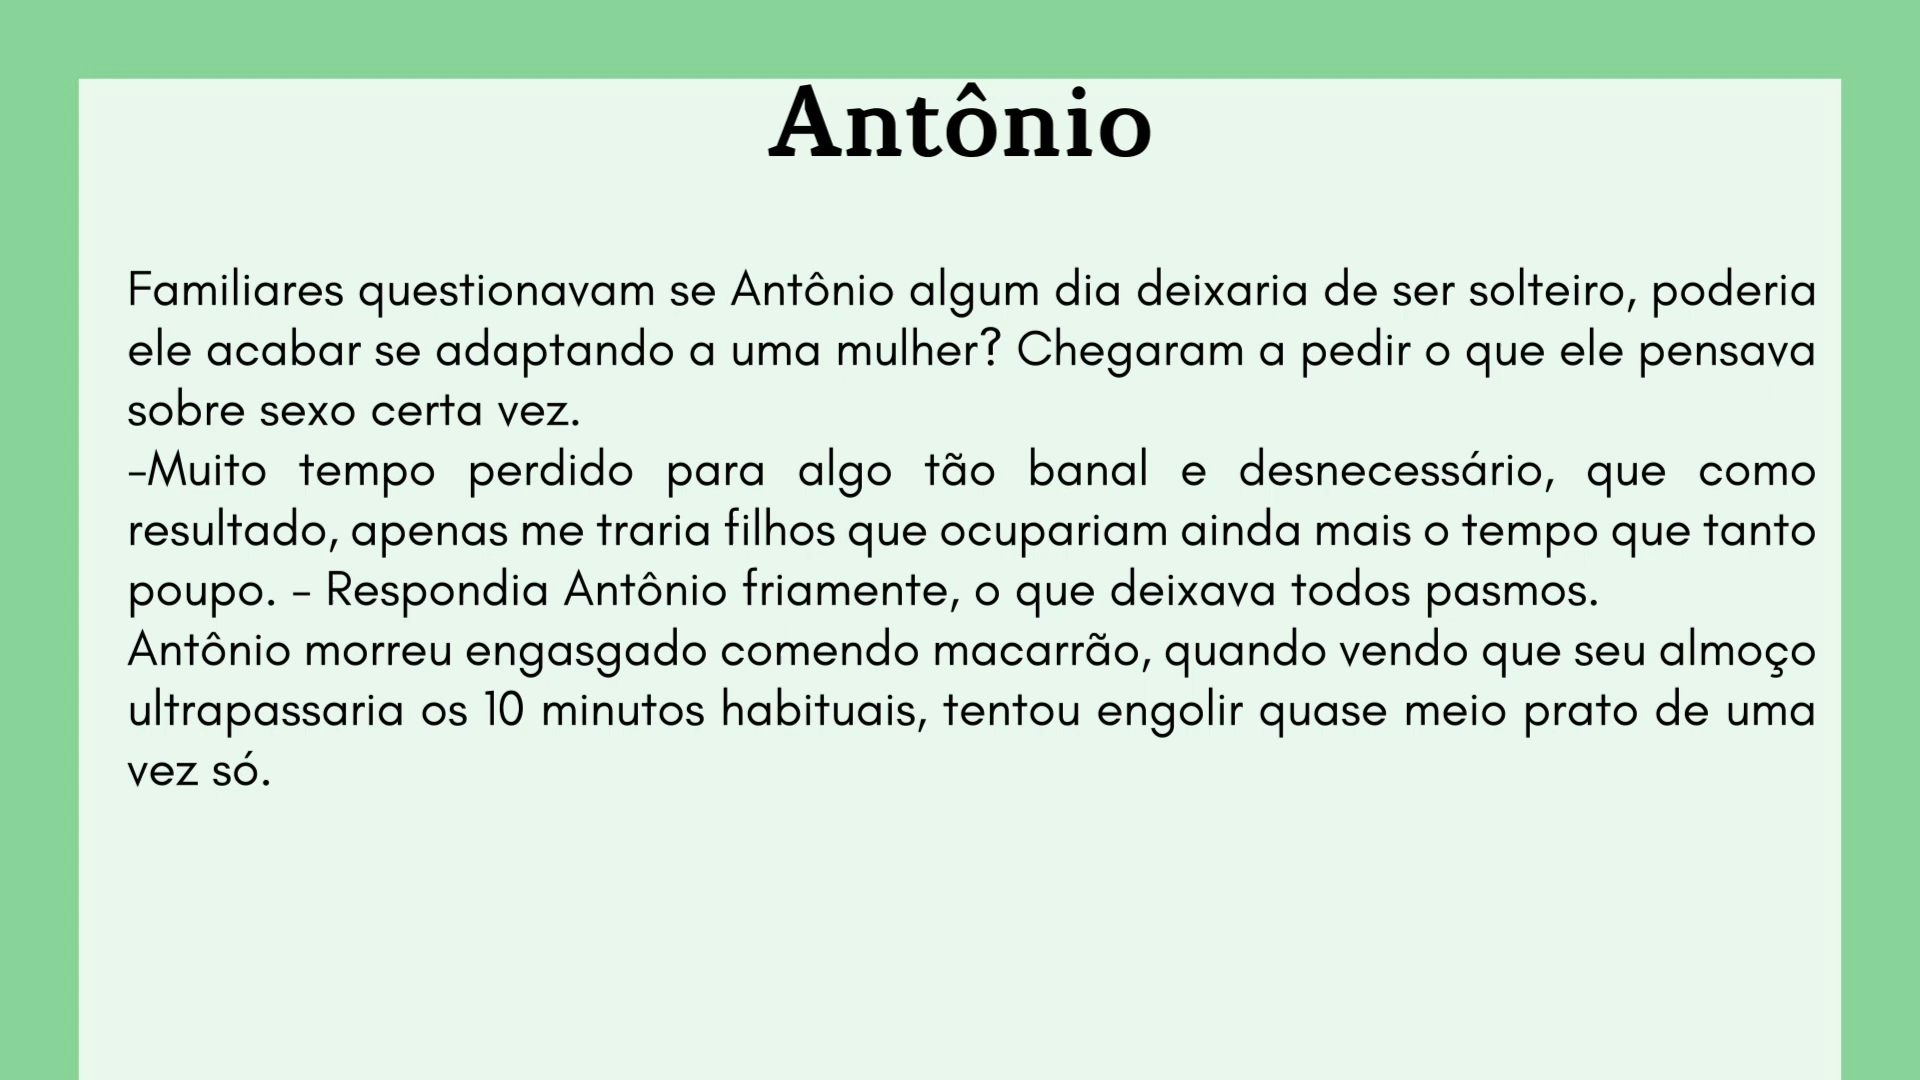 Antônio
Familiares questionavam se Antônio algum dia deixaria de ser solteiro, poderia
ele acabar se adaptando a uma mulher? Chegaram a pedir o que ele pensava
sobre sexo certa vez.
-Muito tempo perdido para algo tão banal e desnecessário, que como
resultado, apenas me traria filhos que ocupariam ainda mais o tempo que tanto
poupo. - Respondia Antônio friamente, o que deixava todos pasmos.
Antônio morreu engasgado comendo macarrão, quando vendo que seu almoço
ultrapassaria os 10 minutos habituais, tentou engolir quase meio prato de uma
vez só.